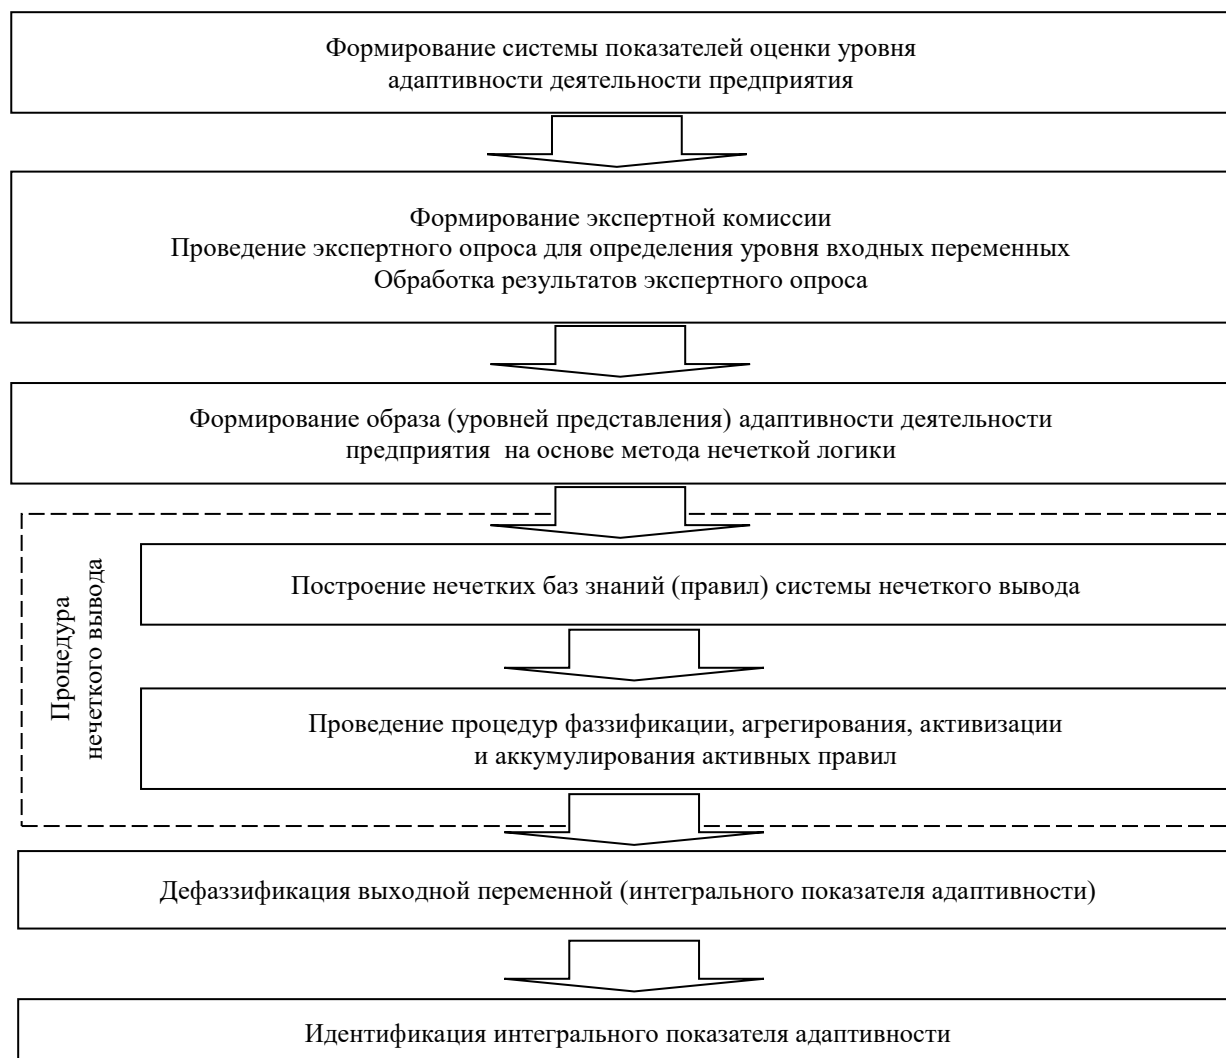 Формирование системы показателей оценки уровня
адаптивности деятельности предприятия
Формирование экспертной комиссии
Проведение экспертного опроса для определения уровня входных переменных
Обработка результатов экспертного опроса
Формирование образа (уровней представления) адаптивности деятельности
предприятия на основе метода нечеткой логики
Процедура
нечеткого вывода
Построение нечетких баз знаний (правил) системы нечеткого вывода
Проведение процедур фаззификации, агрегирования, активизации
и аккумулирования активных правил
Дефаззификация выходной переменной (интегрального показателя адаптивности)
Идентификация интегрального показателя адаптивности